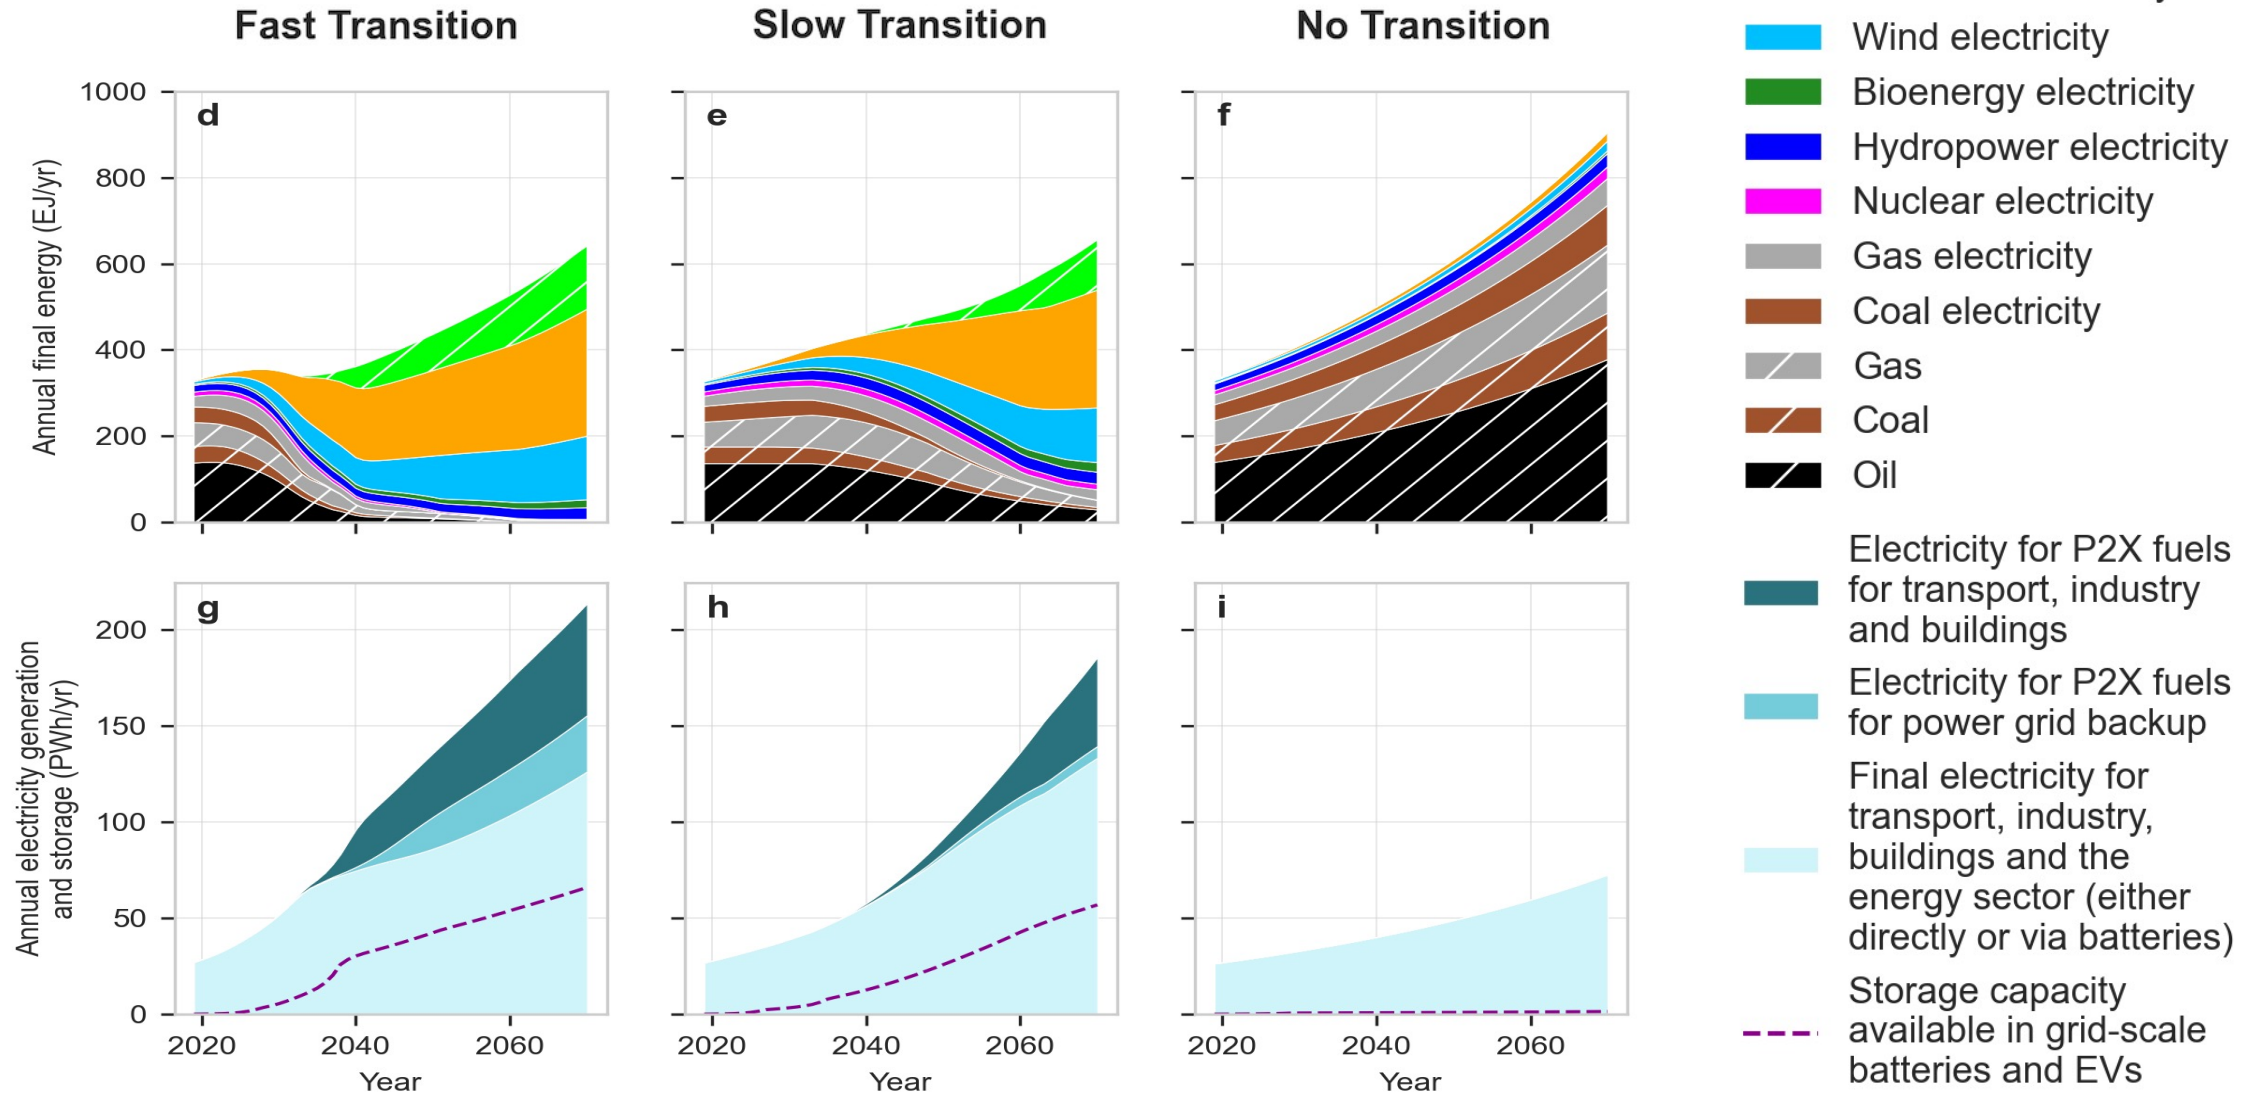 Fast Transition
Slow Transition
No Transition
Annual final energy (EJ/yr)
1000
800
600
400
200
0
d
e
f
Wind electricity
Bioenergy electricity
Hydropower electricity
Nuclear electricity
Gas electricity
Coal electricity
Gas
Coal
Oil
Annual electricity generation
and storage (PWh/yr)
200
150
100
50
0
g
h
i
2020 2040 2060
2020 2040 2060
2020 2040 2060
Year
Year
Year
Electricity for P2X fuels
for transport, industry
and buildings
Electricity for P2X fuels
for power grid backup
Final electricity for
transport, industry,
buildings and the
energy sector (either
directly or via batteries)
Storage capacity
available in grid-scale
batteries and EVs